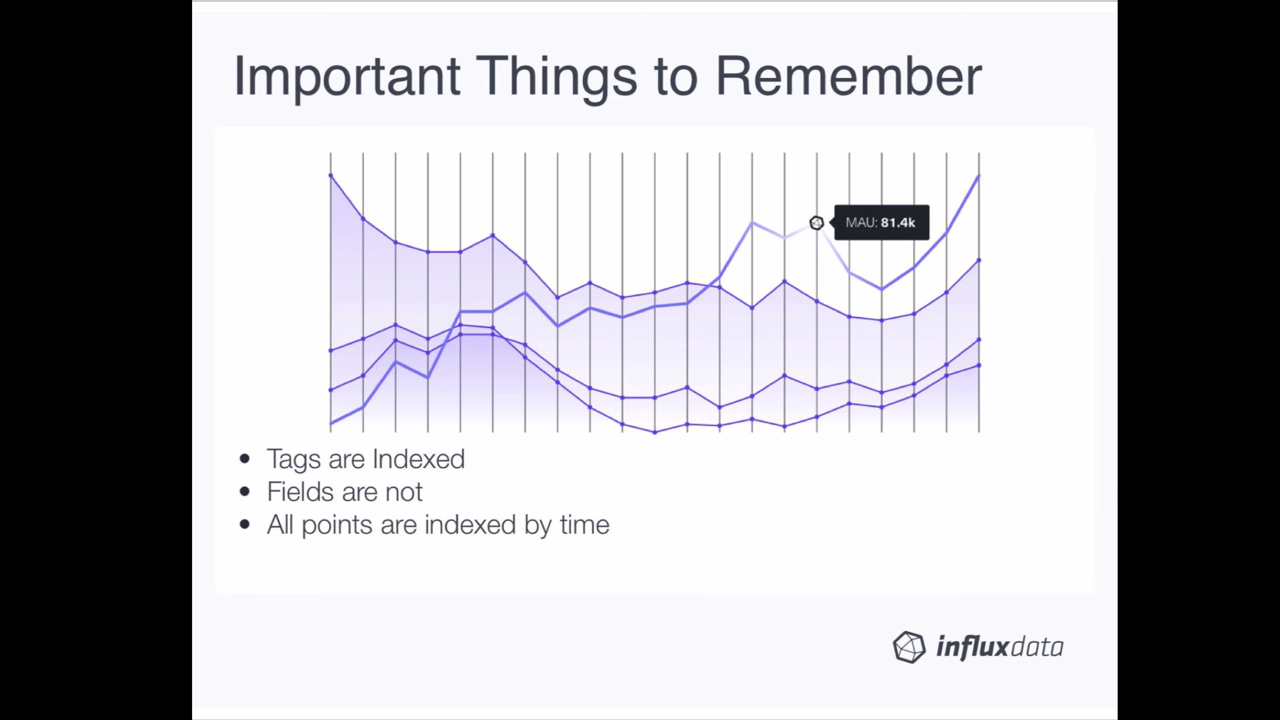 Important Things to Remember
MAU: 81.4k
• Tags are Indexed
• Fields are not
• All points are indexed by time
influxdata